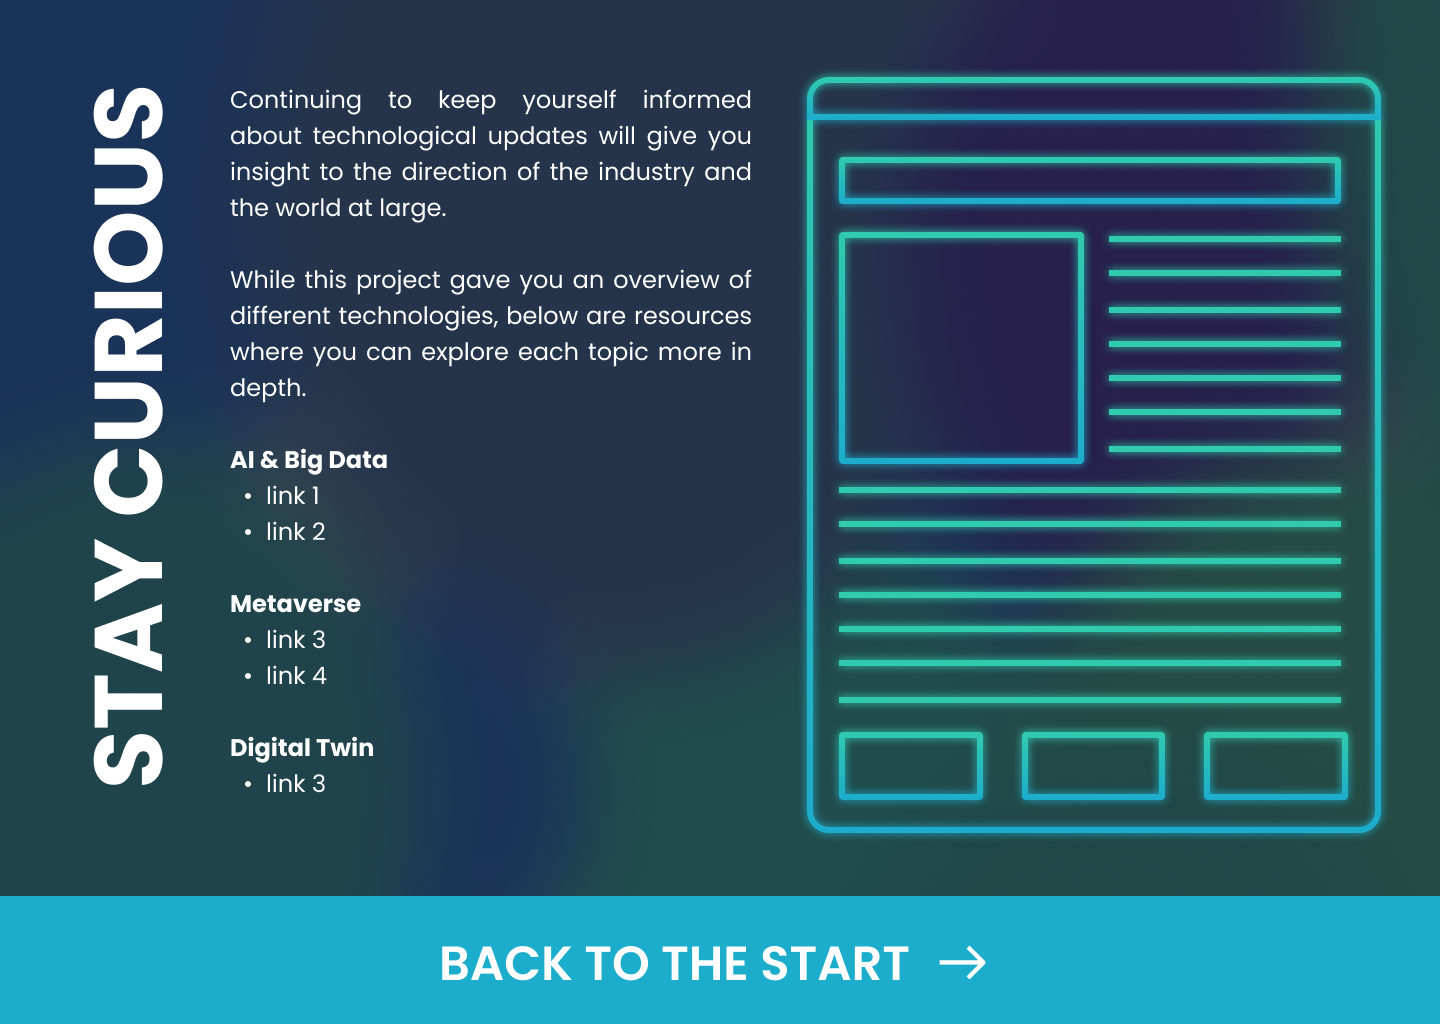 STAY CURIOUS
Continuing to keep yourself informed
about technological updates will give you
insight to the direction of the industry and
the world at large.
While this project gave you an overview of
different technologies, below are resources
where you can explore each topic more in
depth.
AI & Big Data
• link 1
• link 2
Metaverse
• link 3
• link 4
Digital Twin
• link 3
BACK TO THE START →